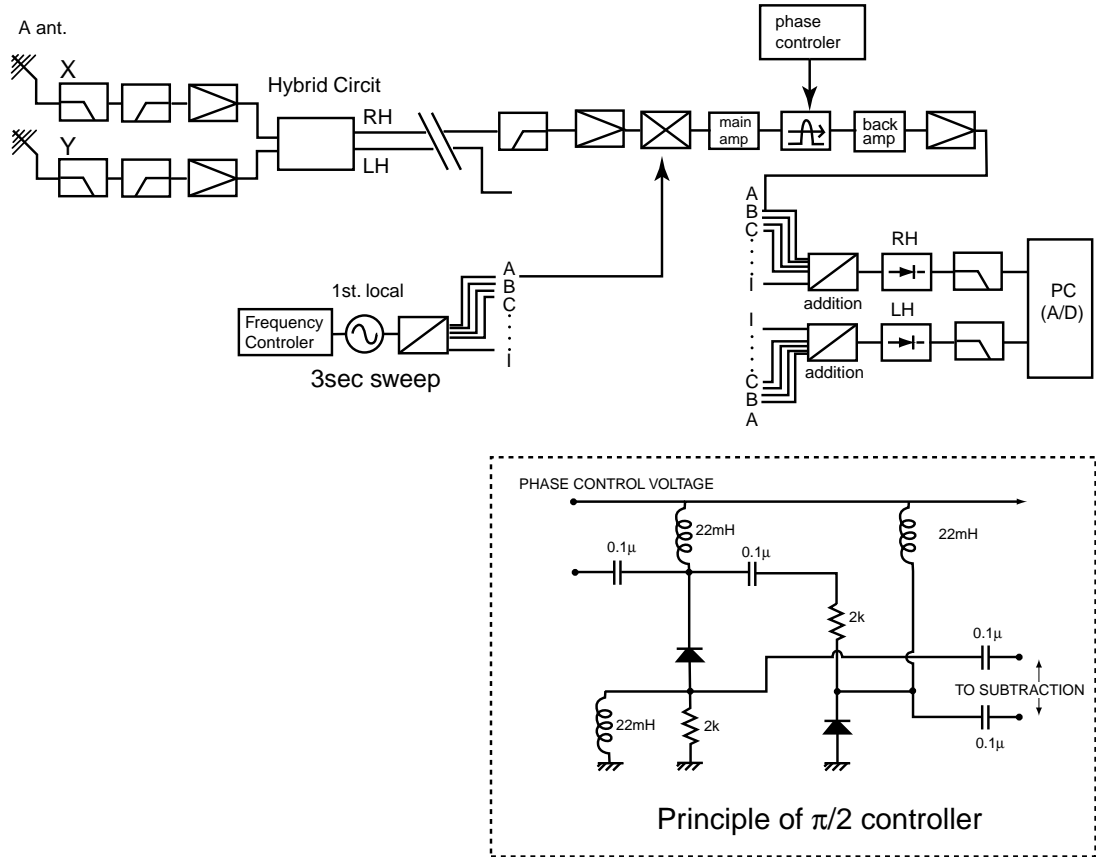 A ant.
X
Y
Hybrid Circit
RH
LH
phase
controler
main
amp
back
amp
A
B
C
i
RH
addition
PC
(A/D)
LH
I
addition
C
B
A
1st. local
Frequency
Controler
3sec sweep
A
B
C
i
PHASE CONTROL VOLTAGE
22mH
22mH
0.1μ
0.1μ
2k
0.1μ
TO SUBTRACTION
22mH
2k
0.1μ
Principle of π/2 controller